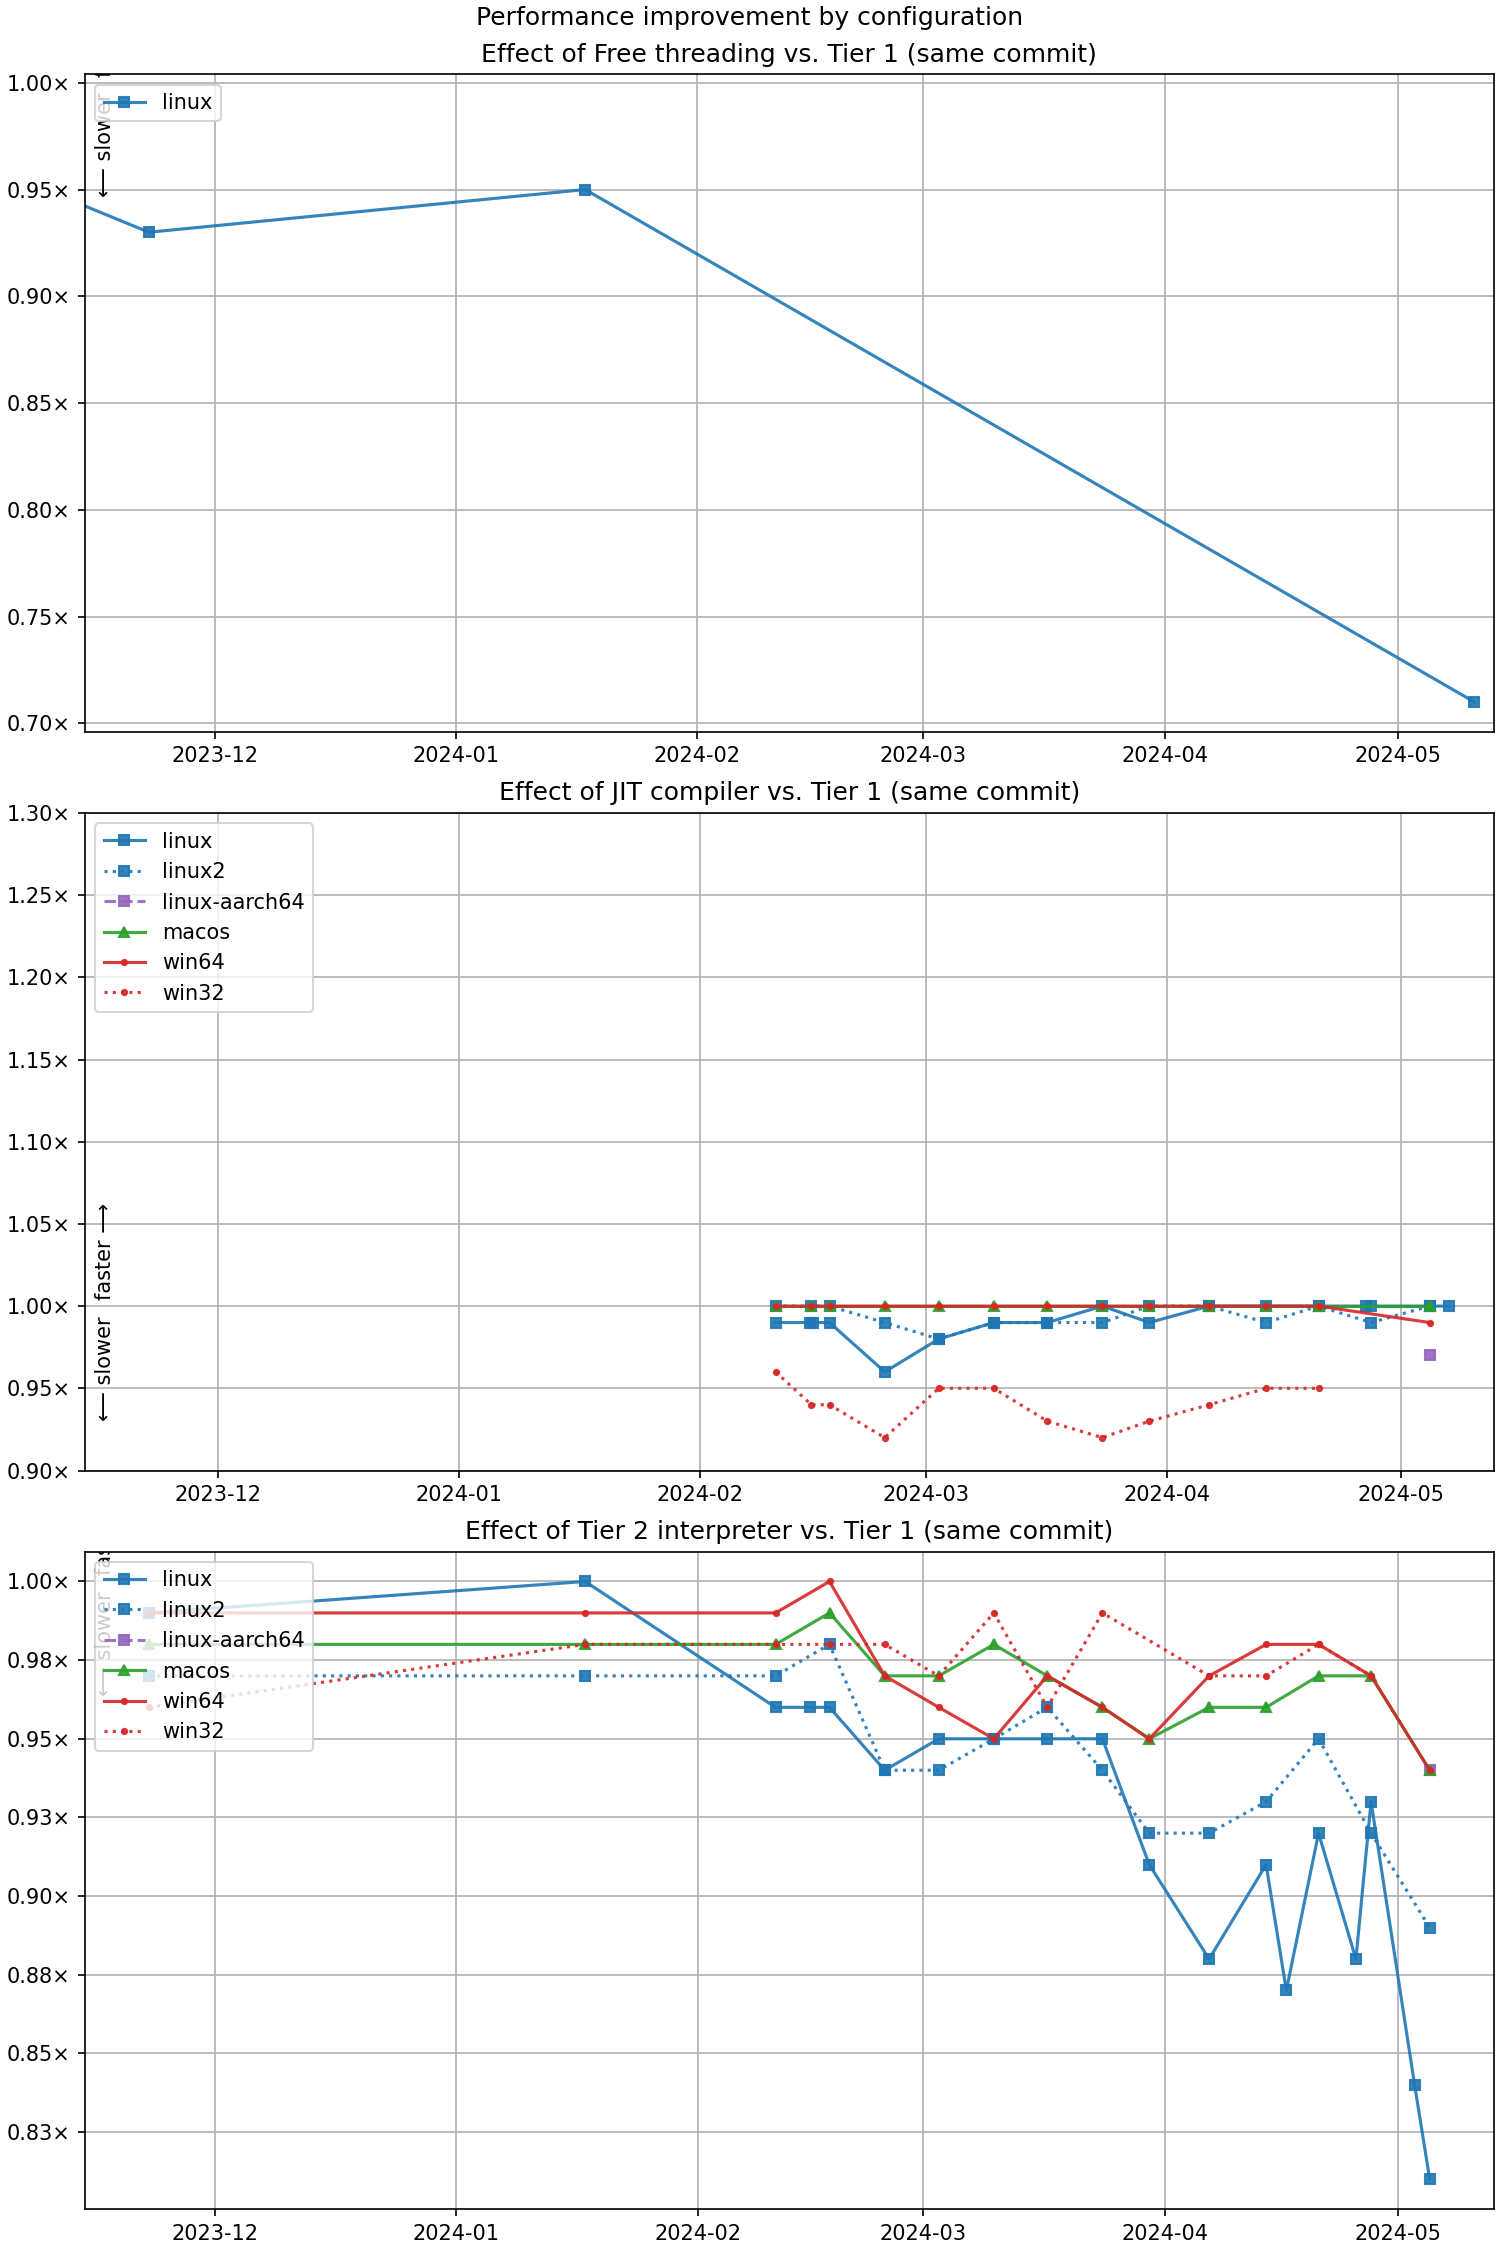 Performance improvement by configuration
Effect of Free threading vs. Tier 1 (same commit)
1.00×
0.95×
0.90×
0.85×
0.80×
0.75×
0.70×
← slower
linux
2023-12 2024-01 2024-02 2024-03 2024-04 2024-05
Effect of JIT compiler vs. Tier 1 (same commit)
1.30×
1.25×
1.20×
1.15×
1.10×
1.05×
1.00×
0.95×
0.90×
linux
linux2
linux-aarch64
macos
win64
win32
← slower faster →
2023-12 2024-01 2024-02 2024-03 2024-04 2024-05
Effect of Tier 2 interpreter vs. Tier 1 (same commit)
1.00×
0.98×
0.95×
0.93×
0.90×
0.88×
0.85×
0.83×
← slower
linux
linux2
linux-aarch64
macos
win64
win32
2023-12 2024-01 2024-02 2024-03 2024-04 2024-05